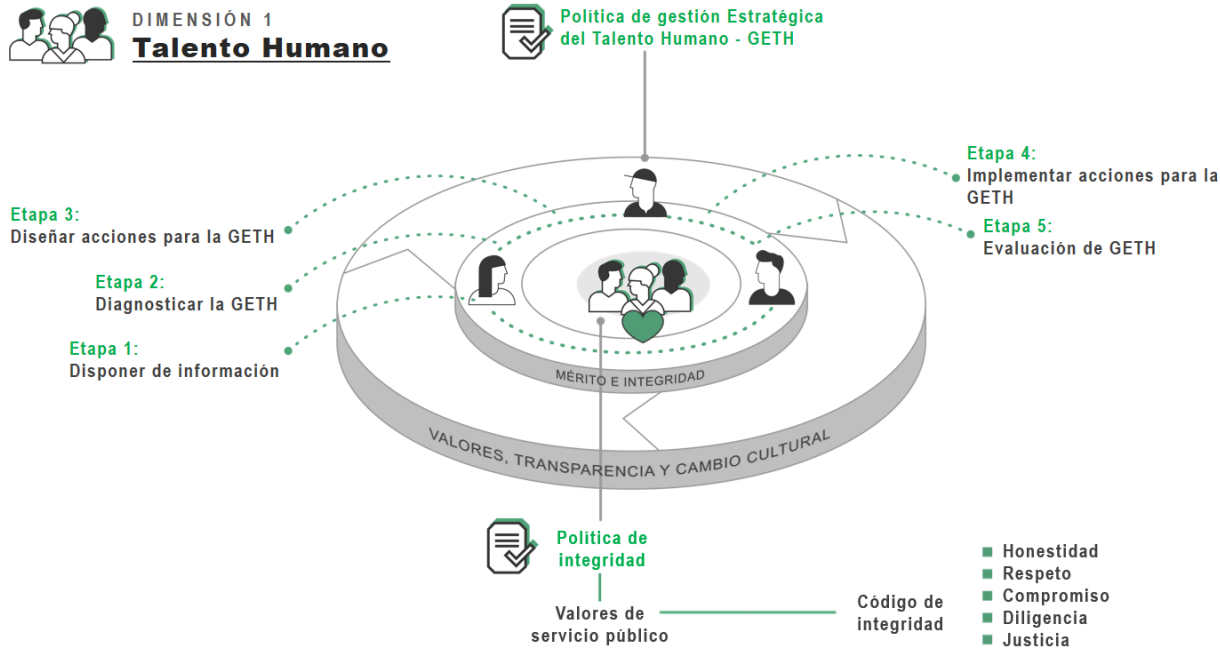 DIMENSIÓN 1
Talento Humano
Política de gestión Estratégica
del Talento Humano - GETH
Etapa 3:
Diseñar acciones para la GETH
Etapa 2:
Diagnosticar la GETH
Etapa 1:
Disponer de información
Etapa 4:
Implementar acciones para la
GETH
Etapa 5:
Evaluación de GETH
MÉRITO E INTEGRIDAD
VALORES, TRANSPARENCIA Y CAMBIO CULTURAL
Política de
integridad
Valores de
servicio público
Código de
integridad
Honestidad
Respeto
Compromiso
Diligencia
Justicia